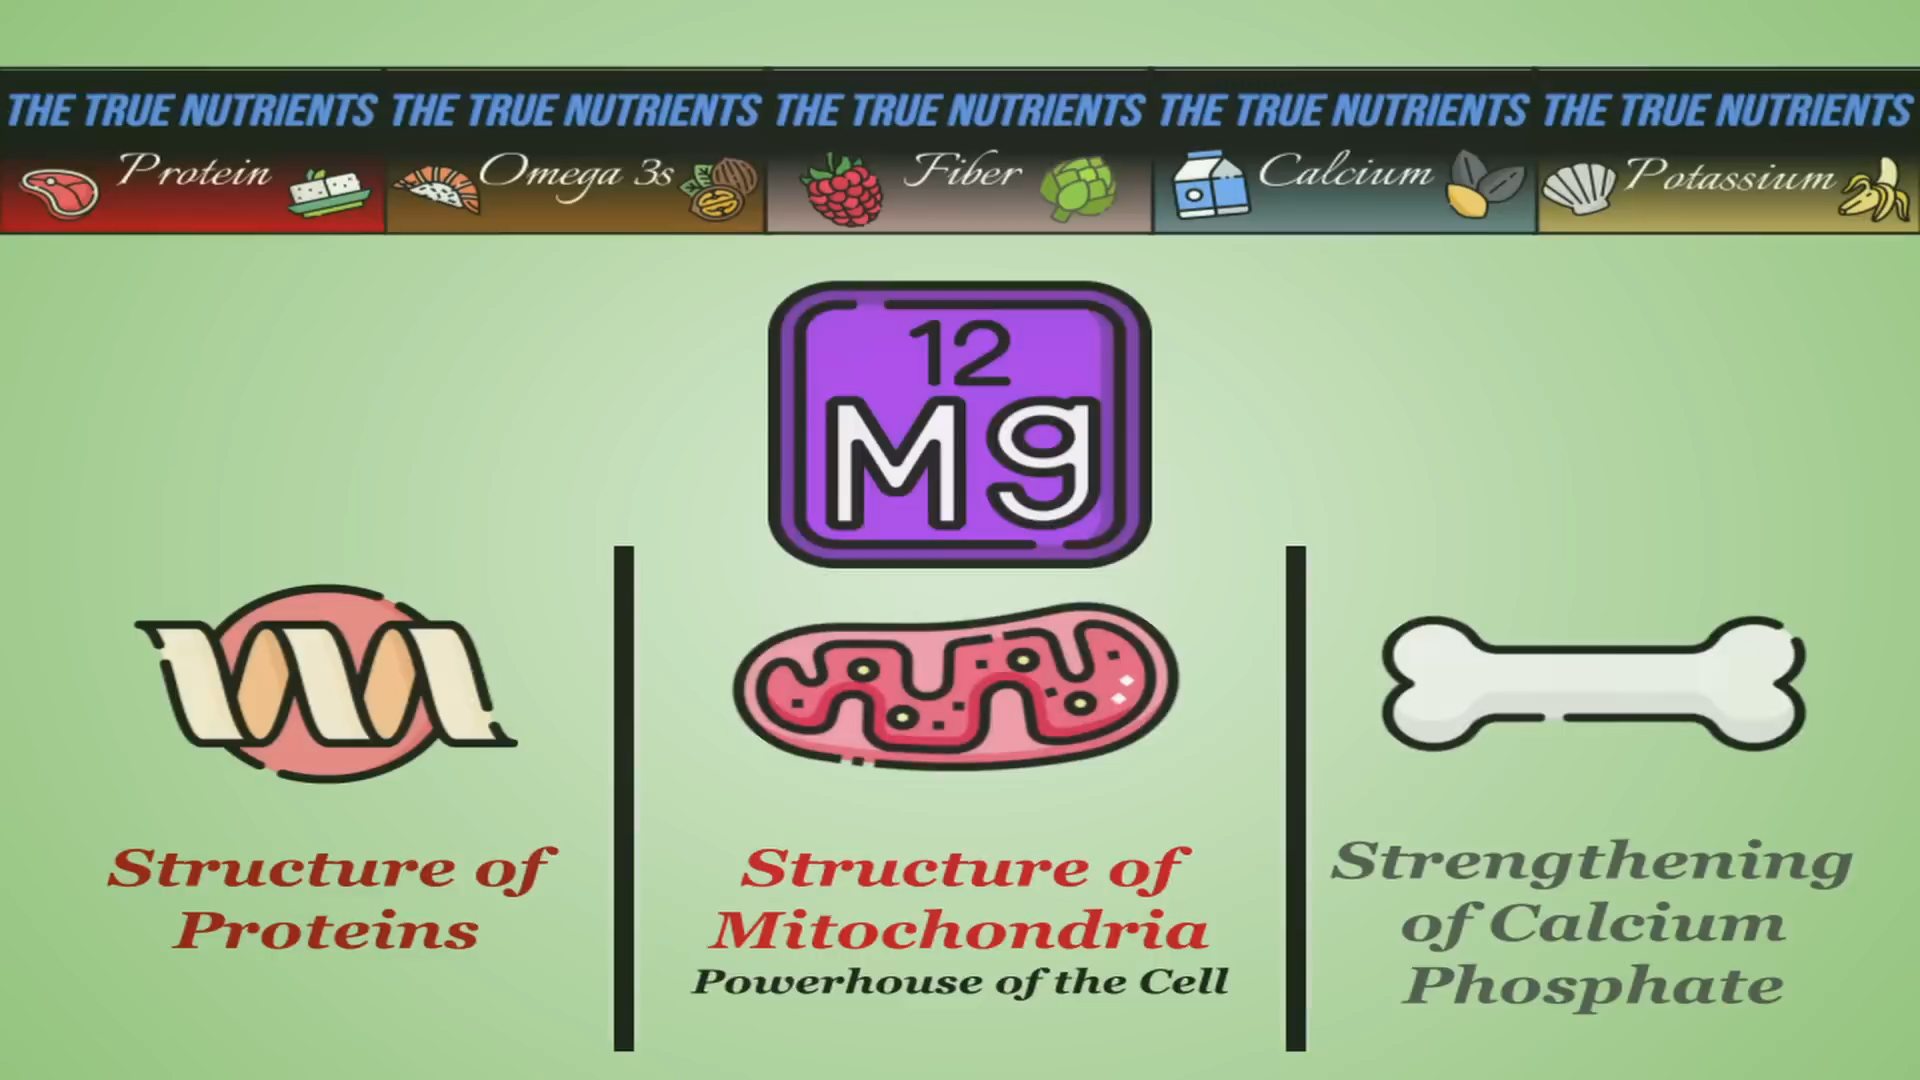 THE TRUE NUTRIENTS THE TRUE NUTRIENTS THE TRUE NUTRIENTS THE TRUE NUTRIENTS THE TRUE NUTRIENTS
Protein Omega 3s Fiber Calcium Potassium
12
Mg
Structure of
Proteins
Structure of
Mitochondria
Powerhouse of the Cell
Strengthening
of Calcium
Phosphate